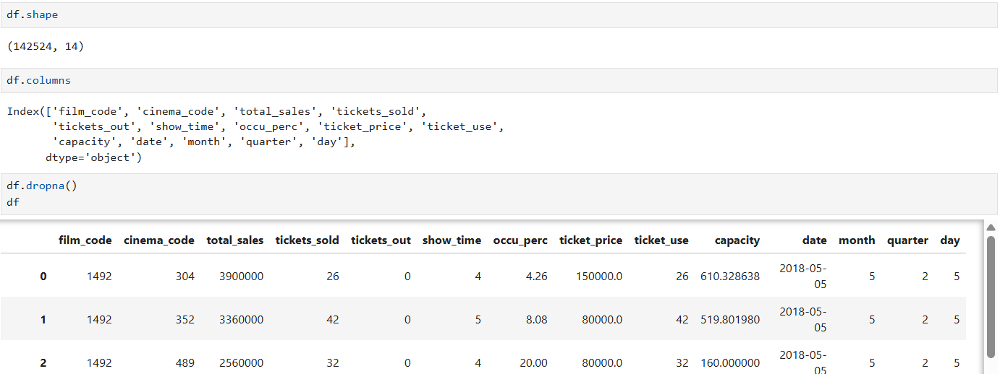 df.shape
(142524, 14)
df.columns
Index(['film_code', 'cinema_code', 'total_sales', 'tickets_sold',
       'tickets_out', 'show_time', 'occu_perc', 'ticket_price', 'ticket_use',
       'capacity', 'date', 'month', 'quarter', 'day'],
      dtype='object')
df.dropna()
df
film_code cinema_code total_sales tickets_sold tickets_out show_time occu_perc ticket_price ticket_use capacity date month quarter day
0 1492 304 3900000 26 0 4 4.26 150000.0 26 610.328638 2018-05-05 5 2 5
1 1492 352 3360000 42 0 5 8.08 80000.0 42 519.801980 2018-05-05 5 2 5
2 1492 489 2560000 32 0 4 20.00 80000.0 32 160.000000 2018-05-05 5 2 5